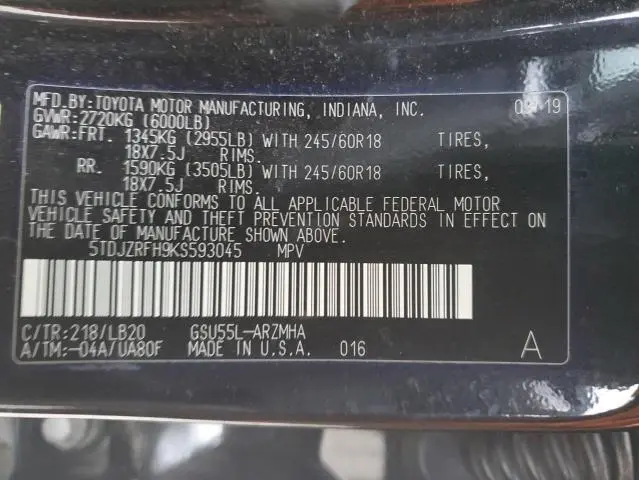 MFD.BY:TOYOTA MOTOR MANUFACTURING, INDIANA, INC.
GVWR:2720KG (6000LB)
GAWR:FRT. 1345KG (2955LB) WITH 245/60R18 TIRES,
18X7.5J RIMS.
RR. 1590KG (3505LB) WITH 245/60R18 TIRES,
18X7.5J RIMS.
THIS VEHICLE CONFORMS TO ALL APPLICABLE FEDERAL MOTOR
VEHICLE SAFETY AND THEFT PREVENTION STANDARDS IN EFFECT ON
THE DATE OF MANUFACTURE SHOWN ABOVE.
5TDJZRFH9KS593045 MPV
C/TR:218/LB20 GSU55L-ARZMHA
A/TM:-04A/UA80F MADE IN U.S.A. 016 A